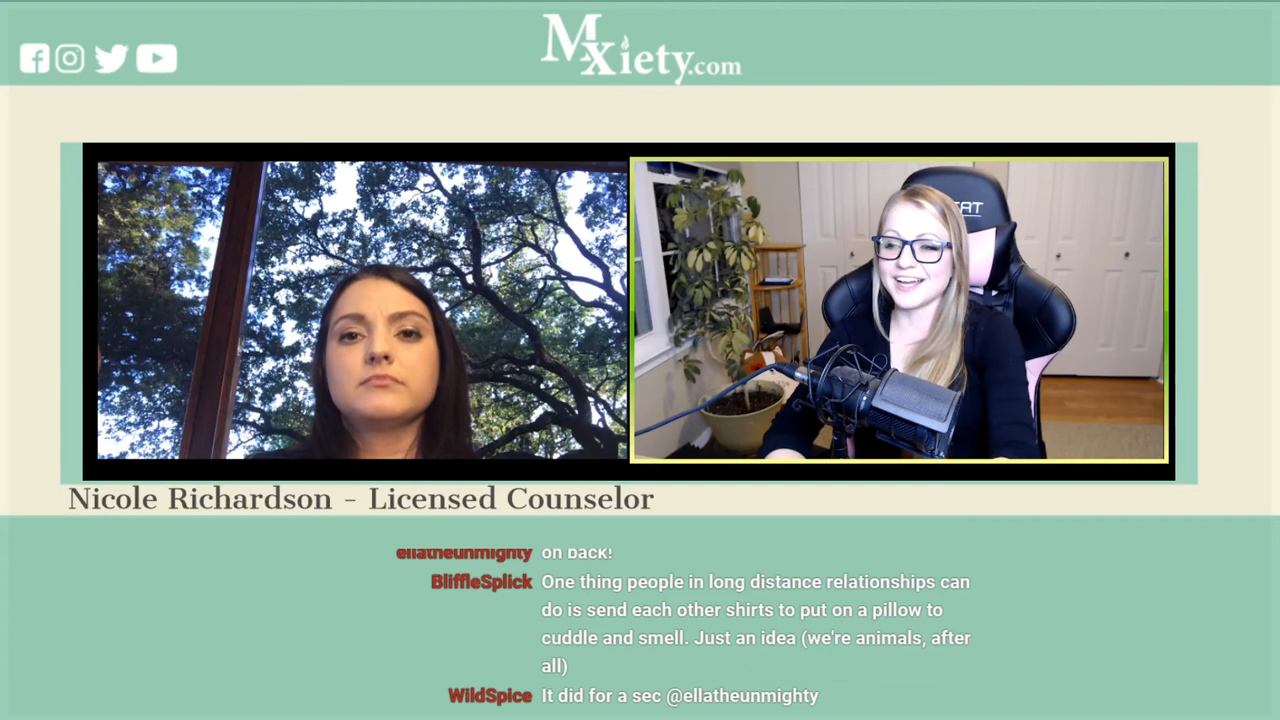 Mxiety.com
Nicole Richardson - Licensed Counselor
ellatheunmighty on back!
BliffleSplick One thing people in long distance relationships can
do is send each other shirts to put on a pillow to
cuddle and smell. Just an idea (we're animals, after
all)
WildSpice It did for a sec @ellatheunmighty